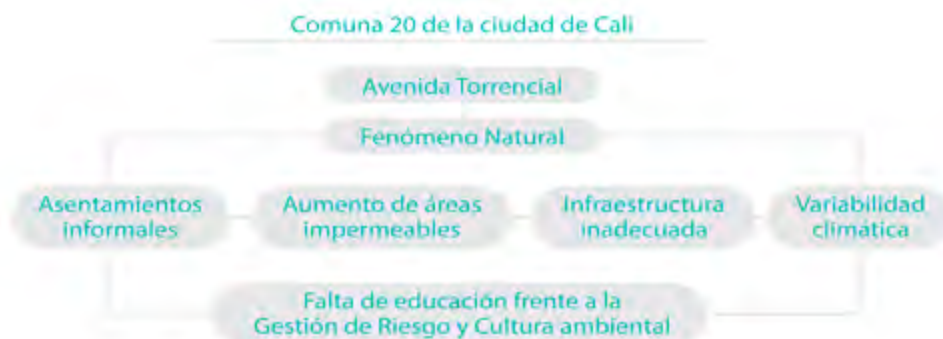 Comuna 20 de la ciudad de Cali
Avenida Torrencial
Fenómeno Natural
Asentamientos
informales
Aumento de áreas
impermeables
Infraestructura
inadecuada
Variabilidad
climática
Falta de educación frente a la
Gestión de Riesgo y Cultura ambiental